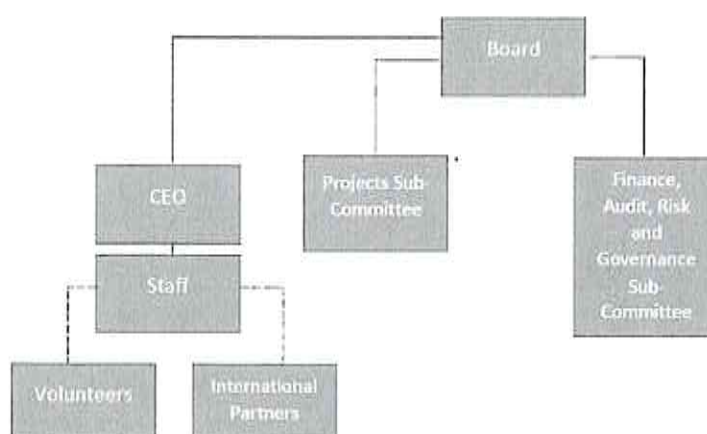 Board
CEO
Projects Sub-
Committee
Finance,
Audit, Risk
and
Governance
Sub-
Committee
Staff
Volunteers
International
Partners